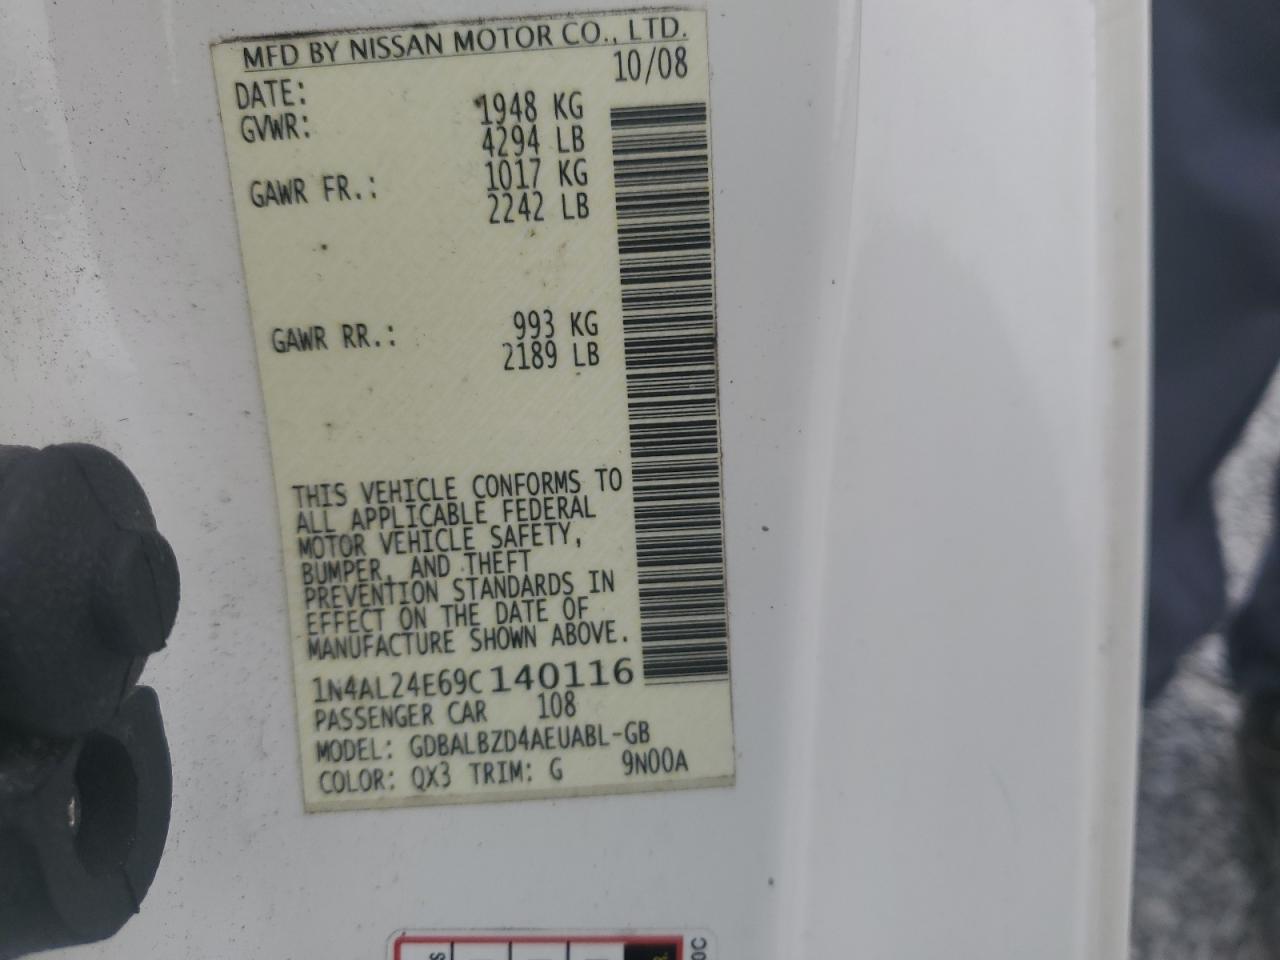 MFD BY NISSAN MOTOR CO., LTD.
DATE: 10/08
GVWR: 1948 KG
4294 LB
GAWR FR.: 1017 KG
2242 LB
GAWR RR.: 993 KG
2189 LB
THIS VEHICLE CONFORMS TO
ALL APPLICABLE FEDERAL
MOTOR VEHICLE SAFETY,
BUMPER, AND THEFT
PREVENTION STANDARDS IN
EFFECT ON THE DATE OF
MANUFACTURE SHOWN ABOVE.
1N4AL24E69C140116
PASSENGER CAR 108
MODEL: GDBALBZD4AEUABL-GB
COLOR: QX3 TRIM: G 9N00A